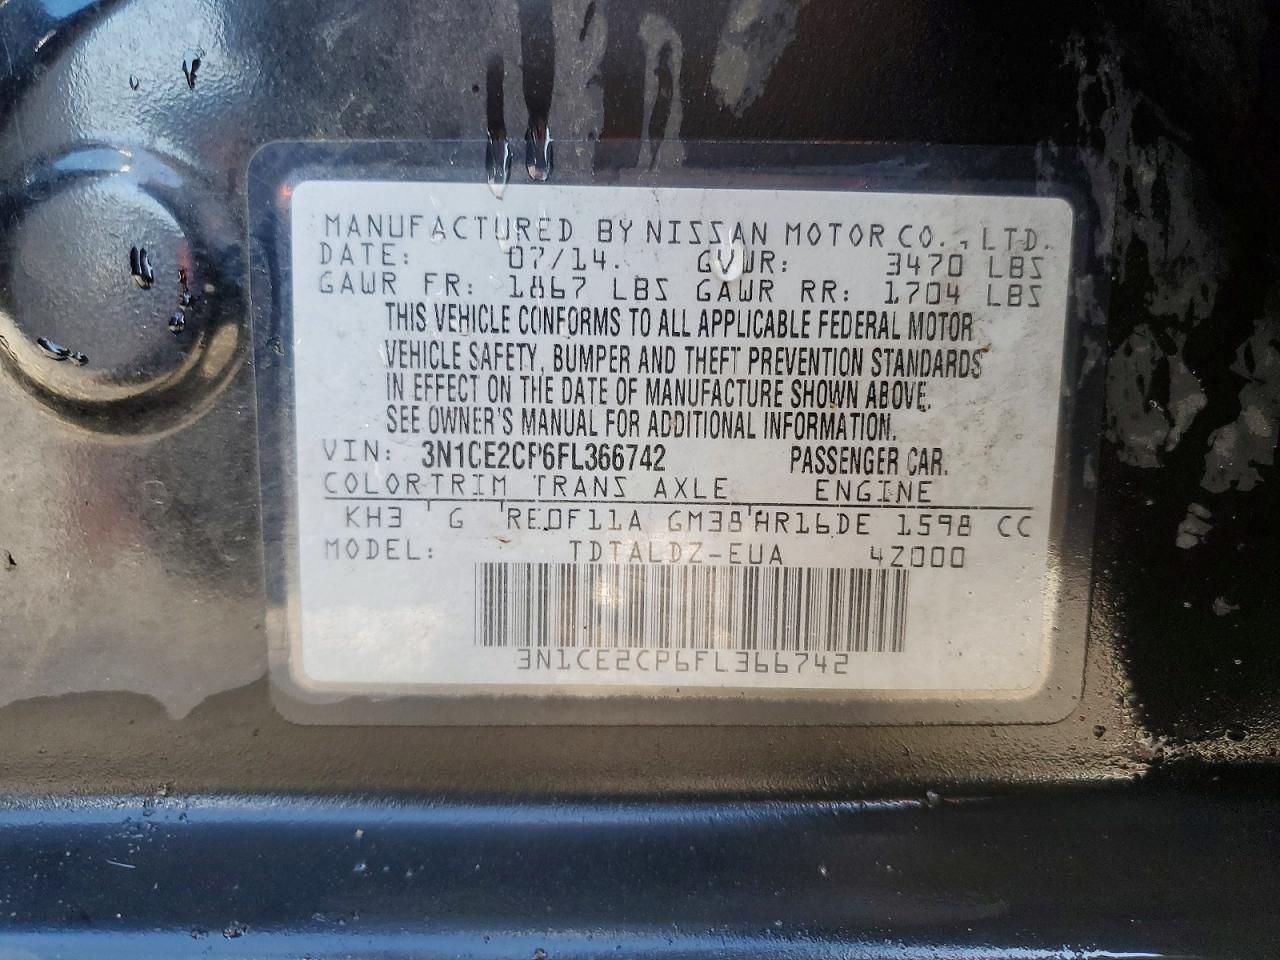 MANUFACTURED BY NISSAN MOTOR CO., LTD.
DATE: 07/14. GVWR: 3470 LBS
GAWR FR: 1867 LBS GAWR RR: 1704 LBS
THIS VEHICLE CONFORMS TO ALL APPLICABLE FEDERAL MOTOR
VEHICLE SAFETY, BUMPER AND THEFT PREVENTION STANDARDS
IN EFFECT ON THE DATE OF MANUFACTURE SHOWN ABOVE.
SEE OWNER'S MANUAL FOR ADDITIONAL INFORMATION.
VIN: 3N1CE2CP6FL366742 PASSENGER CAR.
COLOR TRIM TRANS AXLE ENGINE
KH3 G RE0F11A GM38 HR16DE 1598 CC
MODEL: TDTALDZ-EUA 4Z000
3N1CE2CP6FL366742